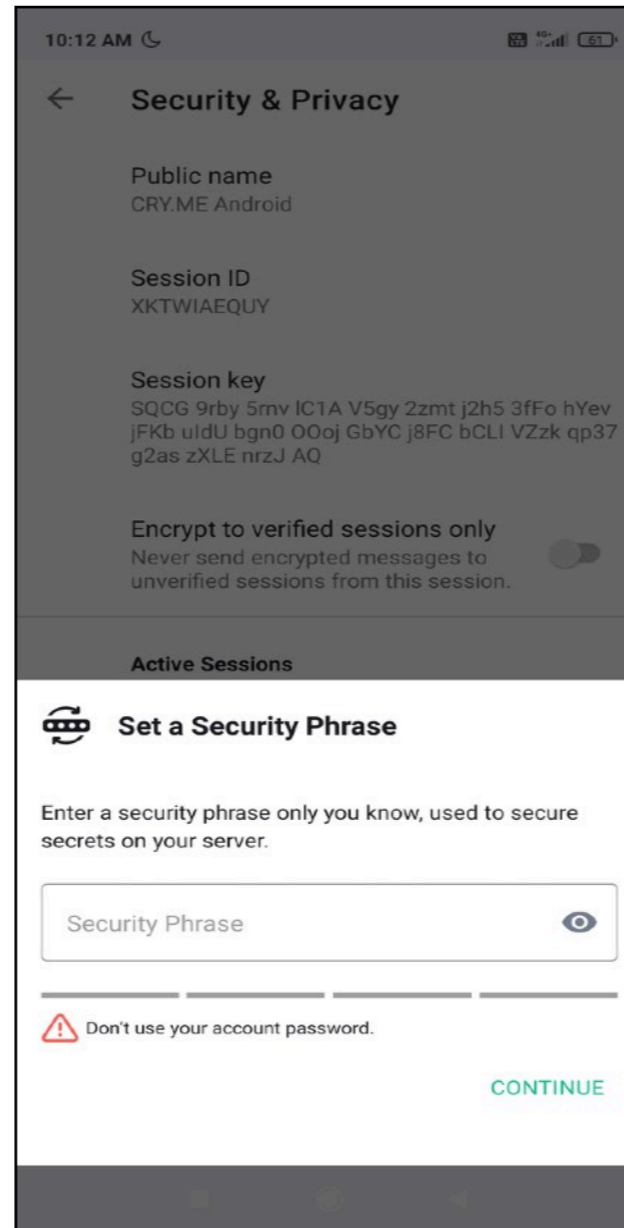 10:12 AM
4G+
61
Security & Privacy
Public name
CRY.ME Android
Session ID
XKTWIAEQUY
Session key
SQCG 9rby 5rnv lC1A V5gy 2zmt j2h5 3fFo hYev
jFKb uldU bgn0 OOoj GbYC j8FC bCLI VZzk qp37
g2as zXLE nrzJ AQ
Encrypt to verified sessions only
Never send encrypted messages to
unverified sessions from this session.
Active Sessions
Set a Security Phrase
Enter a security phrase only you know, used to secure
secrets on your server.
Security Phrase
Don't use your account password.
CONTINUE